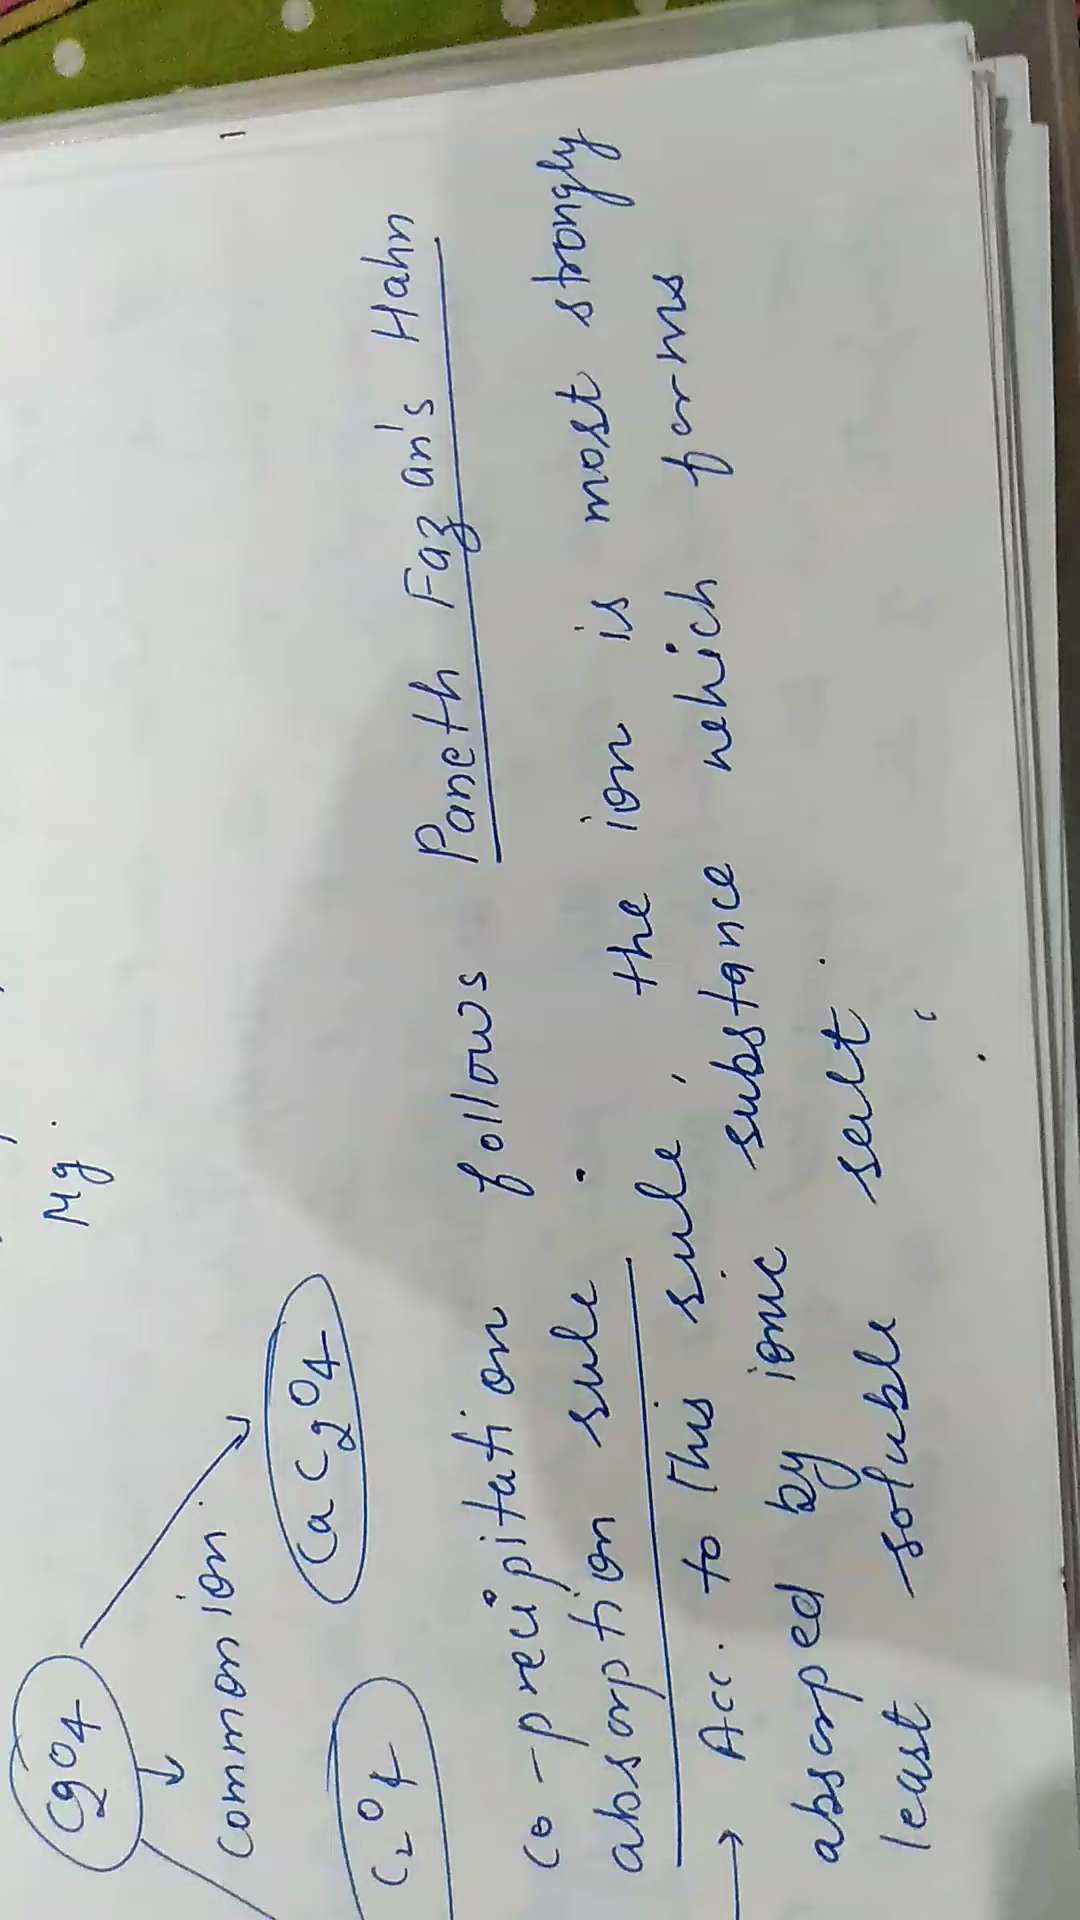 Mg.
C2O4
common ion
CaC2O4
C2O4
co-precipitation follows Paneth Fazan's Hahn
absorption rule.
→ Acc. to this rule, the ion is most strongly
absorped by ionic substance which forms
least soluble salt.